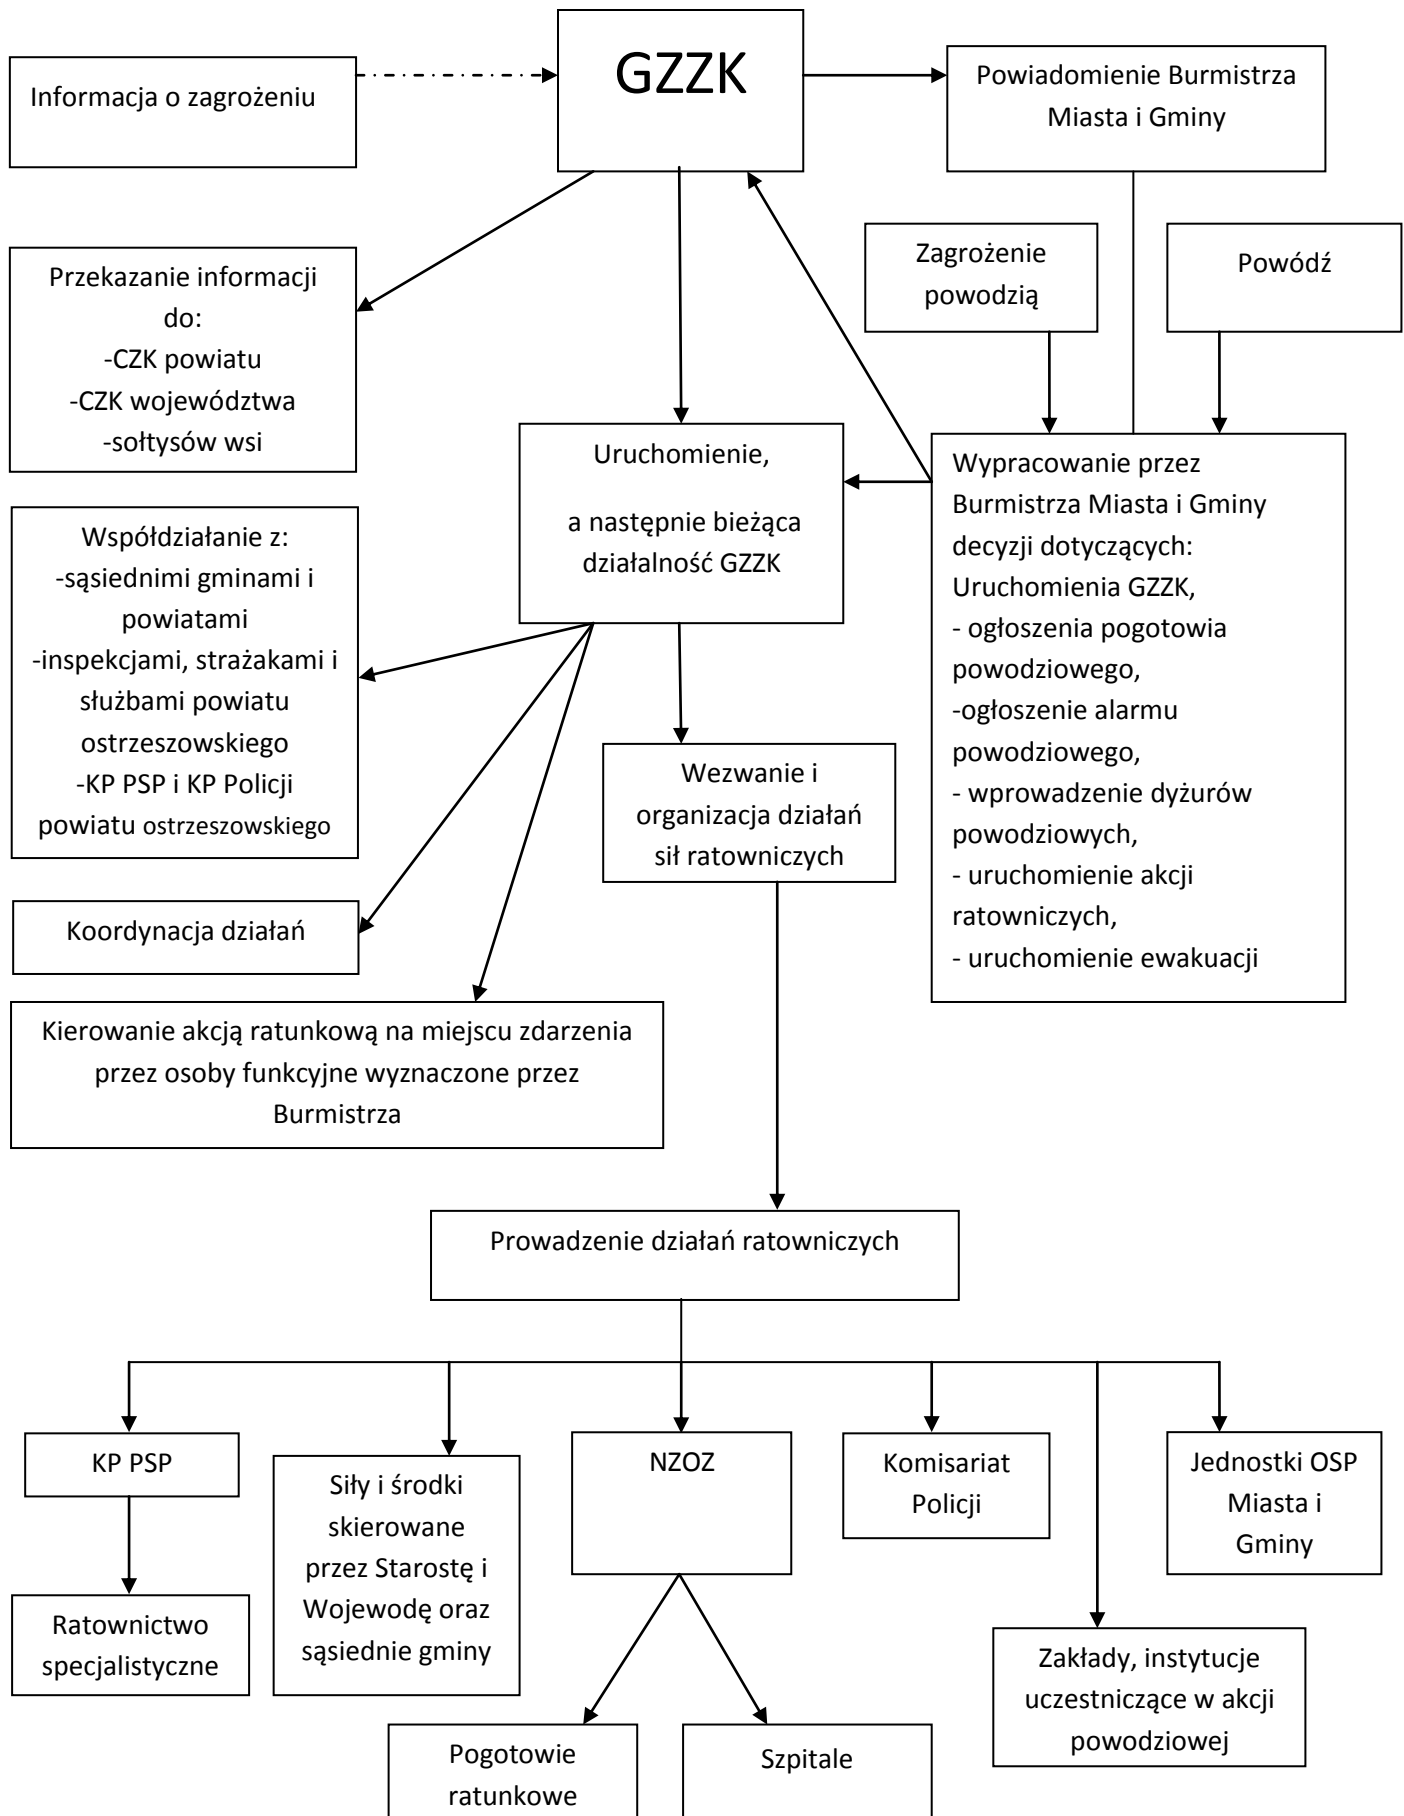 GZZK
Informacja o zagrożeniu
Powiadomienie Burmistrza
Miasta i Gminy
Zagrożenie
powodzią
Powódź
Przekazanie informacji
do:
-CZK powiatu
-CZK województwa
-sołtysów wsi
Uruchomienie,
a następnie bieżąca
działalność GZZK
Wypracowanie przez
Burmistrza Miasta i Gminy
decyzji dotyczących:
Uruchomienia GZZK,
- ogłoszenia pogotowia
powodziowego,
-ogłoszenie alarmu
powodziowego,
- wprowadzenie dyżurów
powodziowych,
- uruchomienie akcji
ratowniczych,
- uruchomienie ewakuacji
Współdziałanie z:
-sąsiednimi gminami i
powiatami
-inspekcjami, strażakami i
służbami powiatu
ostrzeszowskiego
-KP PSP i KP Policji
powiatu ostrzeszowskiego
Wezwanie i
organizacja działań
sił ratowniczych
Koordynacja działań
Kierowanie akcją ratunkową na miejscu zdarzenia
przez osoby funkcyjne wyznaczone przez
Burmistrza
Prowadzenie działań ratowniczych
KP PSP
Siły i środki
skierowane
przez Starostę i
Wojewodę oraz
sąsiednie gminy
NZOZ
Komisariat
Policji
Jednostki OSP
Miasta i
Gminy
Ratownictwo
specjalistyczne
Zakłady, instytucje
uczestniczące w akcji
powodziowej
Pogotowie
ratunkowe
Szpitale